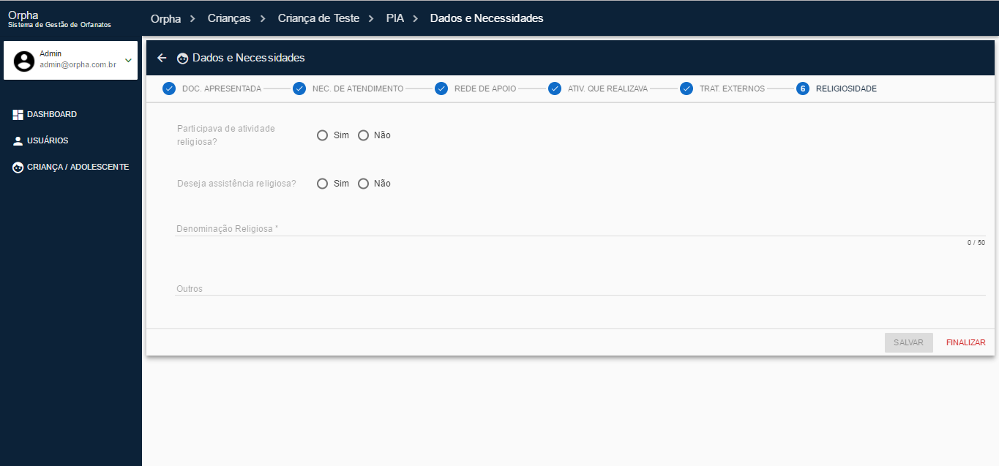 Orpha
Sistema de Gestão de Orfanatos
Orpha > Crianças > Criança de Teste > PIA > Dados e Necessidades
Admin
admin@orpha.com.br
DASHBOARD
USUÁRIOS
CRIANÇA / ADOLESCENTE
Dados e Necessidades
DOC. APRESENTADA NEC. DE ATENDIMENTO REDE DE APOIO ATIV. QUE REALIZAVA TRAT. EXTERNOS 6 RELIGIOSIDADE
Participava de atividade
religiosa?
Sim Não
Deseja assistência religiosa? Sim Não
Denominação Religiosa *
0 / 50
Outros
SALVAR FINALIZAR